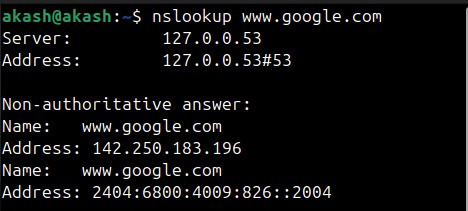 akash@akash:~$ nslookup www.google.com
Server:         127.0.0.53
Address:        127.0.0.53#53

Non-authoritative answer:
Name:   www.google.com
Address: 142.250.183.196
Name:   www.google.com
Address: 2404:6800:4009:826::2004